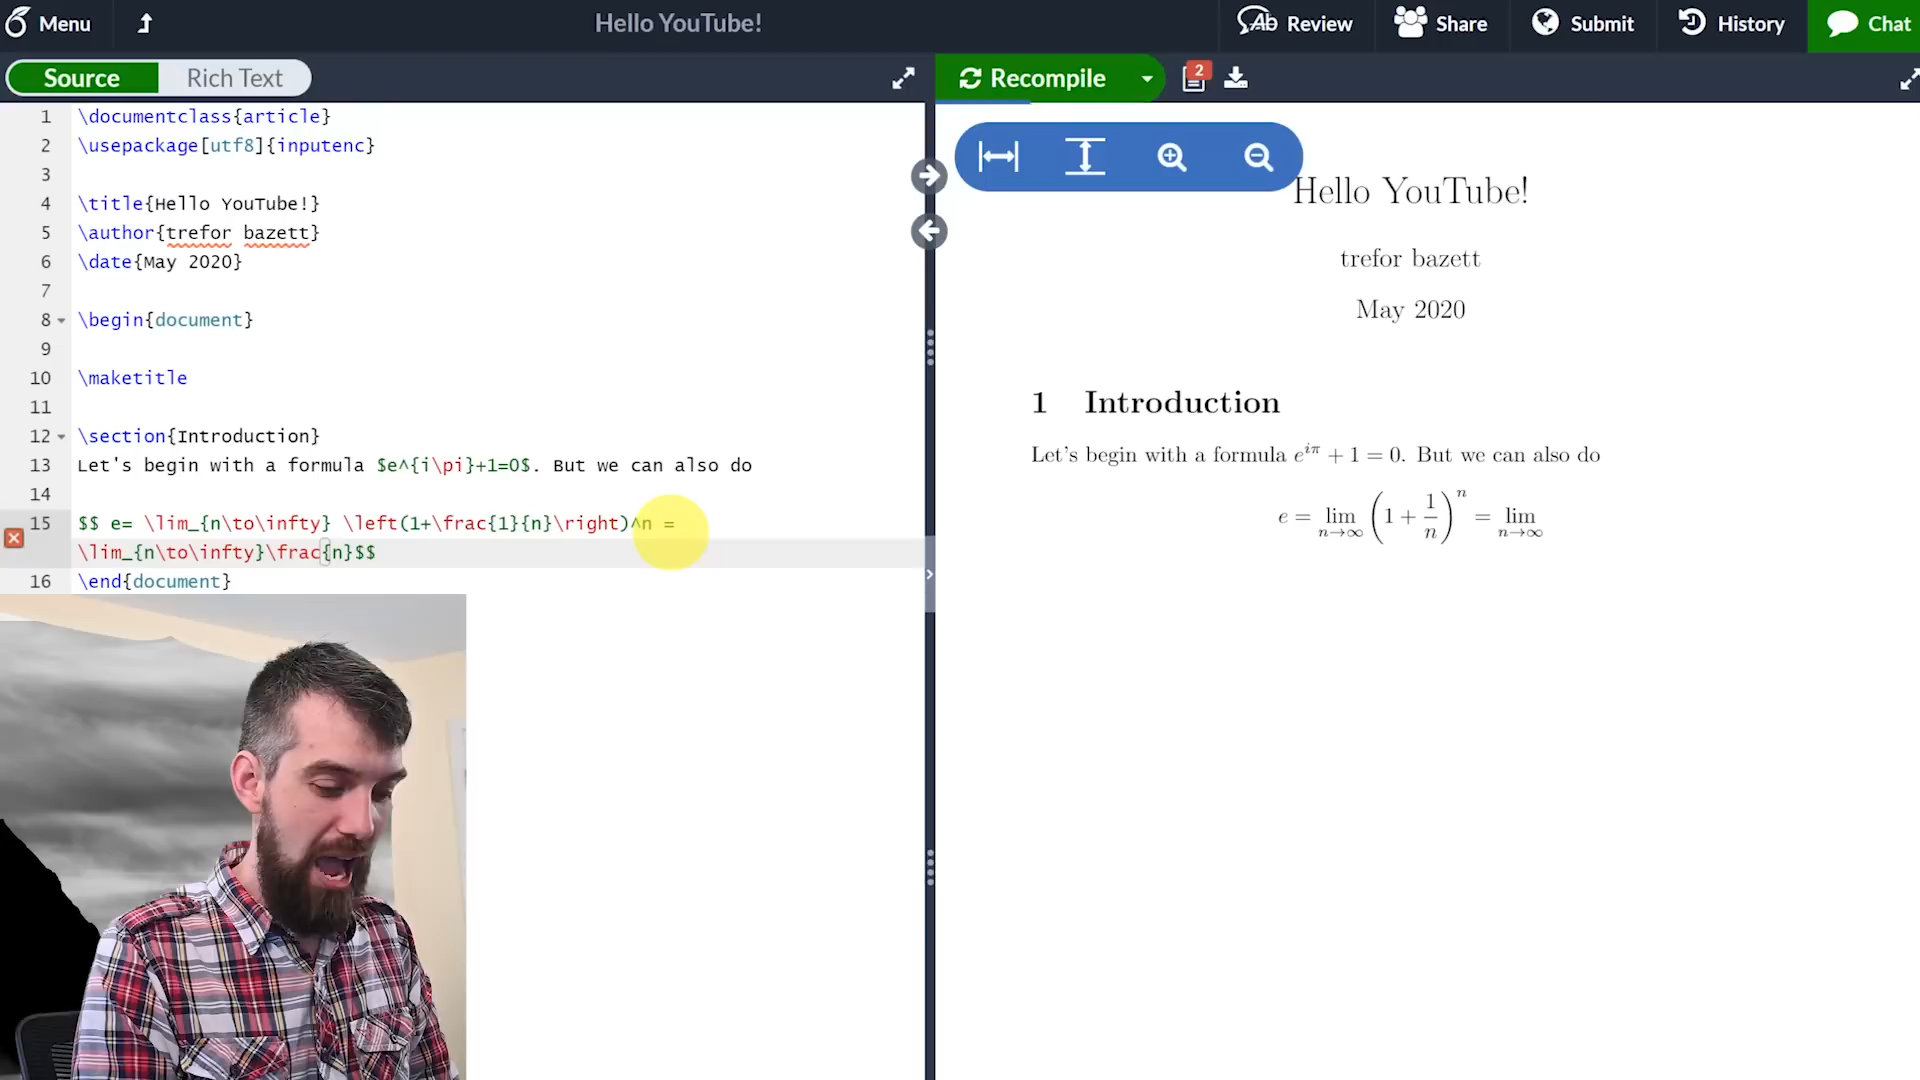 Menu
Hello YouTube!
Review
Share
Submit
History
Chat
Source
Rich Text
Recompile
2
1 \documentclass{article}
2 \usepackage[utf8]{inputenc}
3
4 \title{Hello YouTube!}
5 \author{trefor bazett}
6 \date{May 2020}
7
8 \begin{document}
9
10 \maketitle
11
12 \section{Introduction}
13 Let's begin with a formula $e^{i\pi}+1=0$. But we can also do
14
15 $$ e= \lim_{n\to\infty} \left(1+\frac{1}{n}\right)^n =
\lim_{n\to\infty}\frac{n}$$
16 \end{document}
Hello YouTube!
trefor bazett
May 2020
1 Introduction
Let's begin with a formula e^{iπ} + 1 = 0. But we can also do
e = lim_{n→∞} (1 + 1/n)^n = lim_{n→∞}